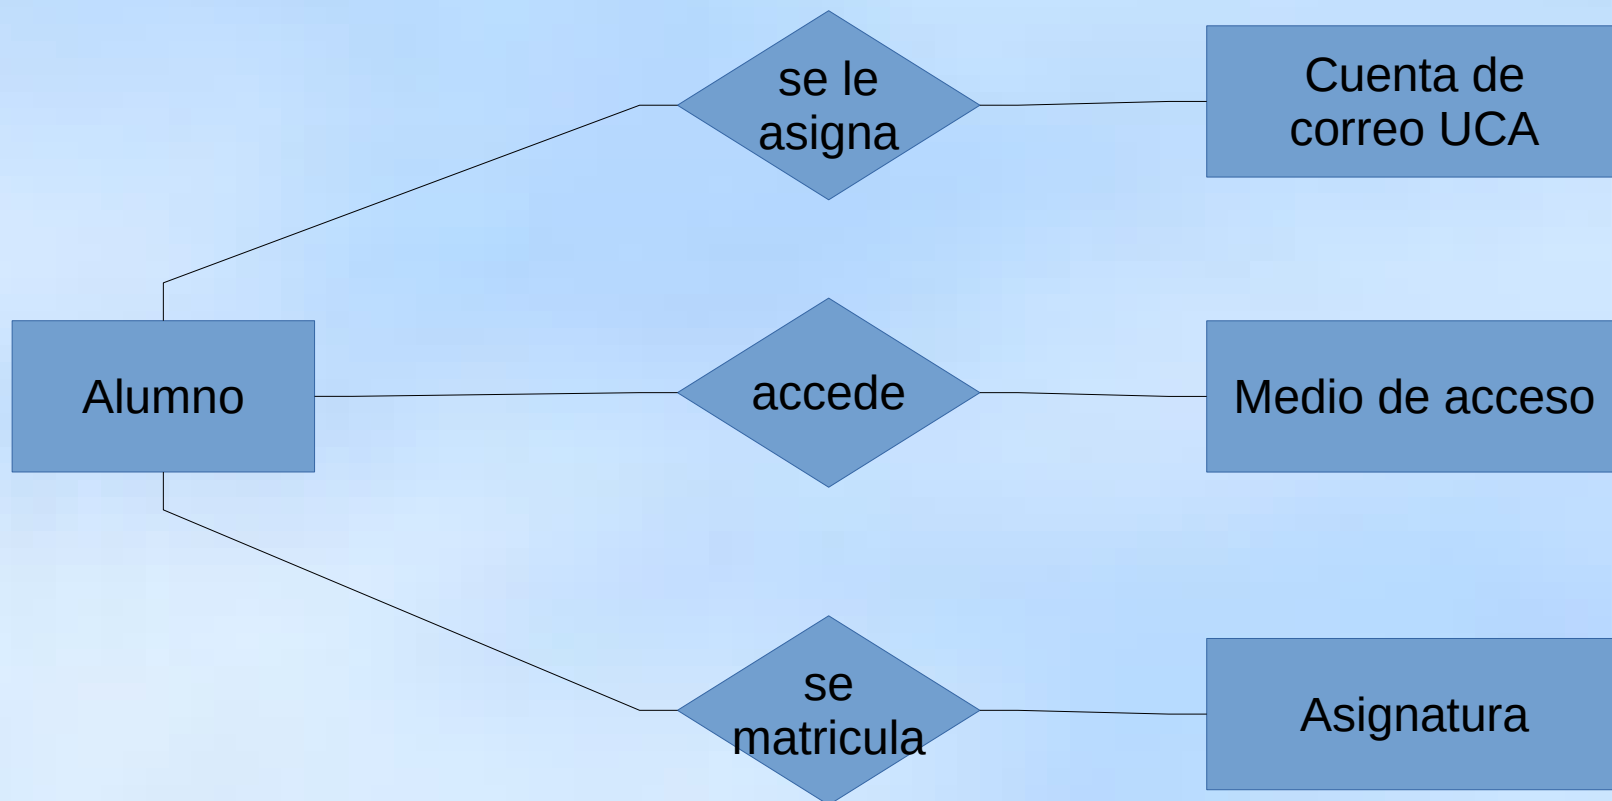 se le
asigna
Cuenta de
correo UCA
Alumno
accede
Medio de acceso
se
matricula
Asignatura